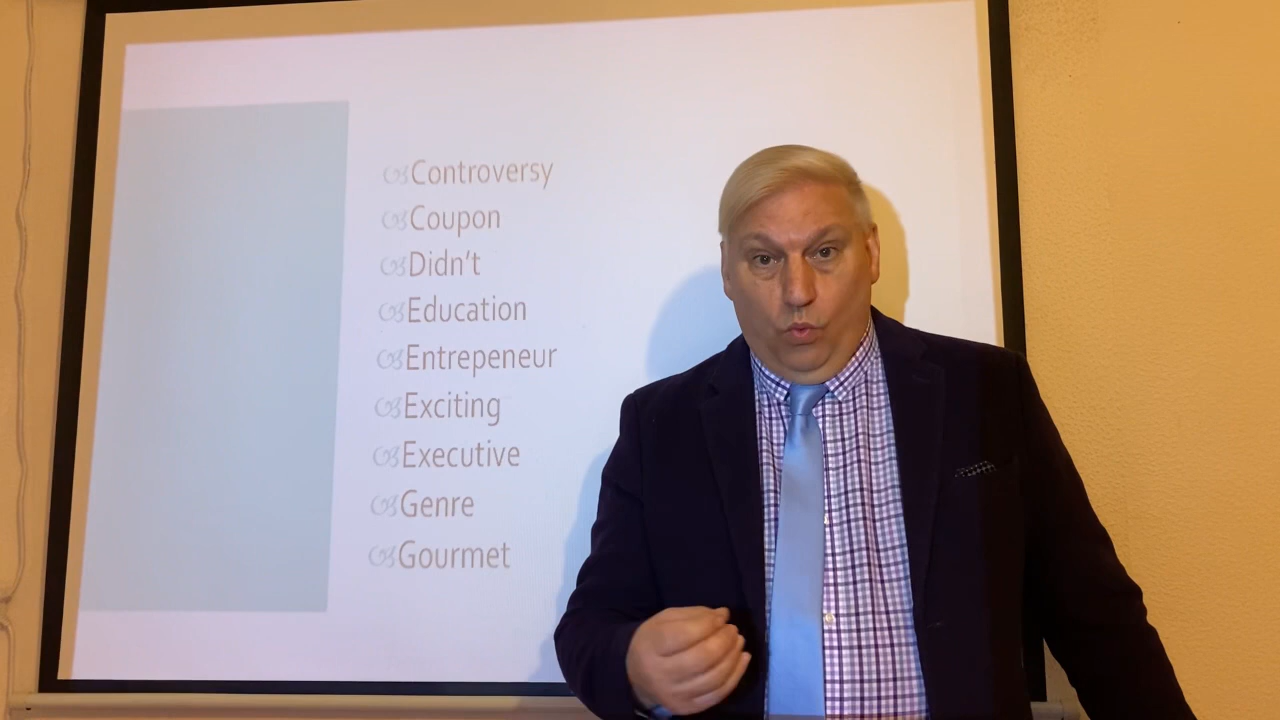 Controversy
Coupon
Didn't
Education
Entrepeneur
Exciting
Executive
Genre
Gourmet